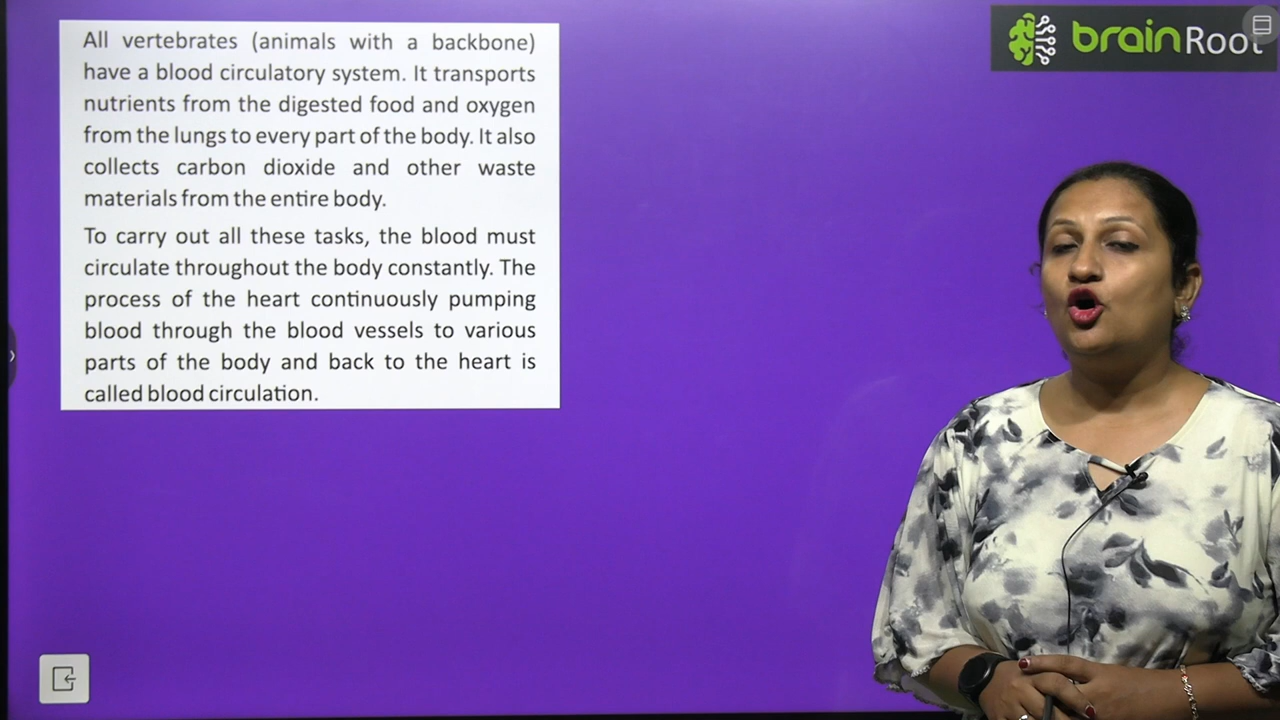 All vertebrates (animals with a backbone)
have a blood circulatory system. It transports
nutrients from the digested food and oxygen
from the lungs to every part of the body. It also
collects carbon dioxide and other waste
materials from the entire body.
To carry out all these tasks, the blood must
circulate throughout the body constantly. The
process of the heart continuously pumping
blood through the blood vessels to various
parts of the body and back to the heart is
called blood circulation.
brainRoot